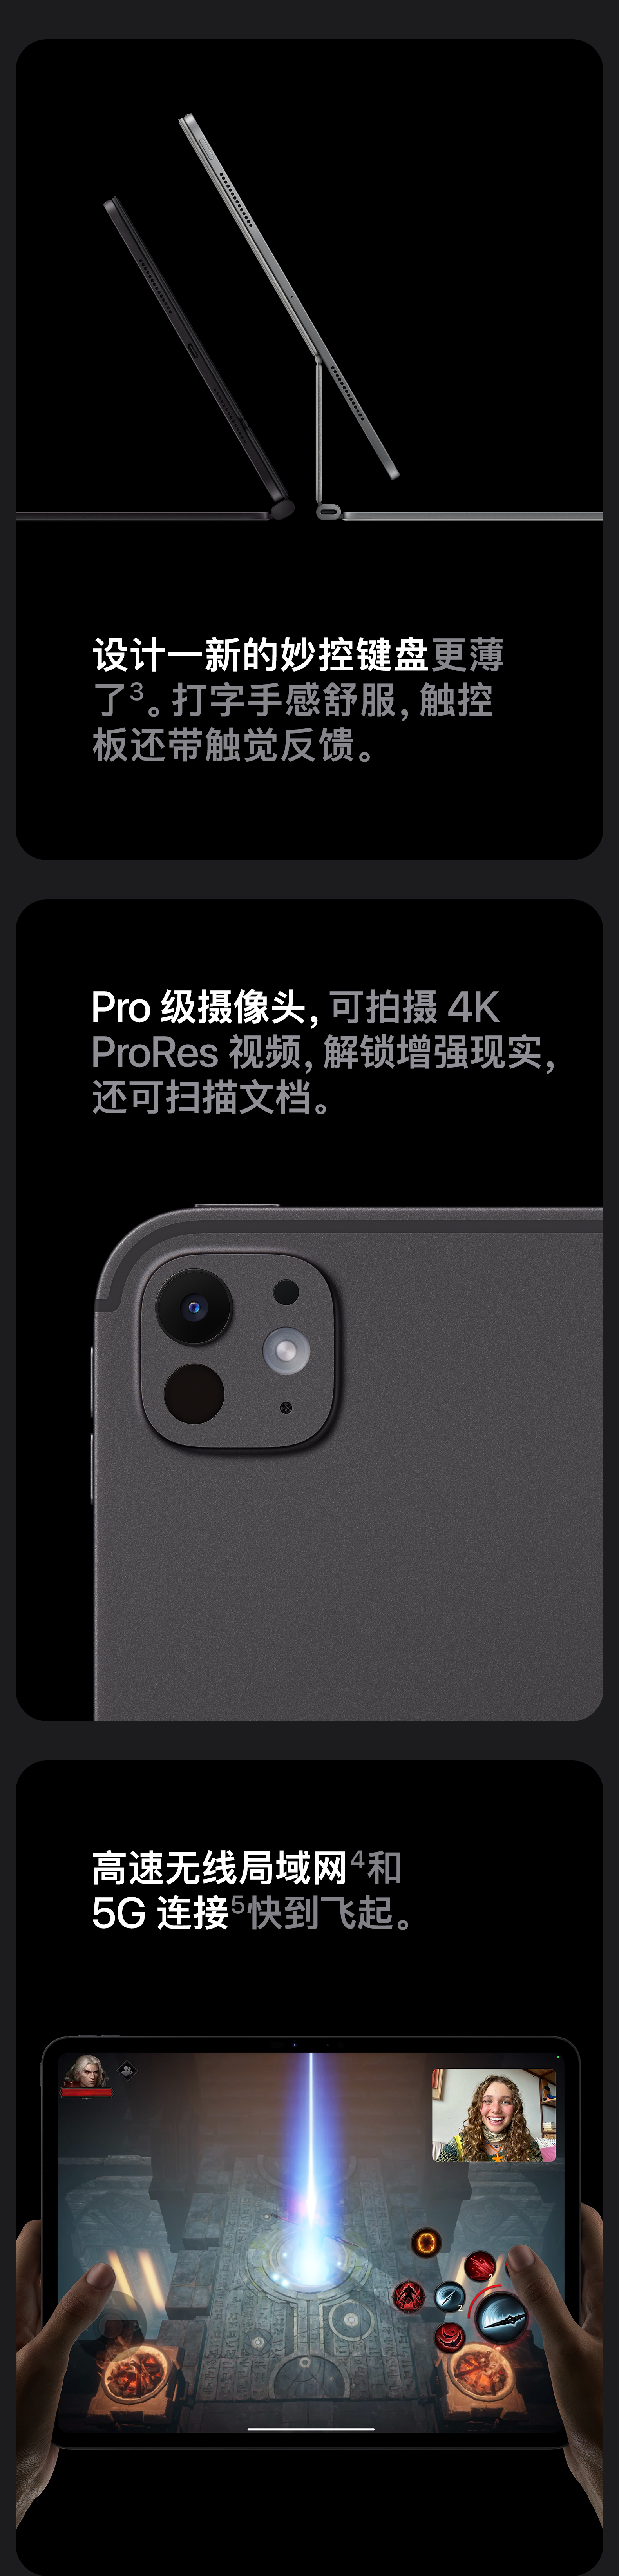 设计一新的妙控键盘更薄
了³。打字手感舒服，触控
板还带触觉反馈。
Pro 级摄像头，可拍摄 4K
ProRes 视频，解锁增强现实，
还可扫描文档。
高速无线局域网⁴和
5G 连接⁵快到飞起。
1
2
2